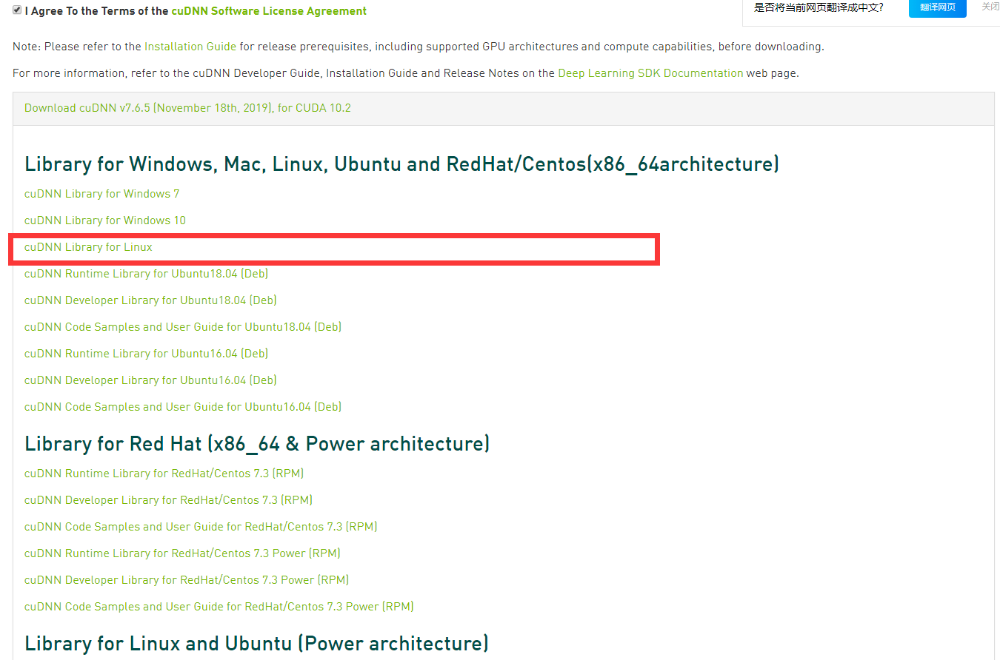 I Agree To the Terms of the cuDNN Software License Agreement
是否将当前网页翻译成中文?
翻译网页
关闭
Note: Please refer to the Installation Guide for release prerequisites, including supported GPU architectures and compute capabilities, before downloading.
For more information, refer to the cuDNN Developer Guide, Installation Guide and Release Notes on the Deep Learning SDK Documentation web page.
Download cuDNN v7.6.5 (November 18th, 2019), for CUDA 10.2
Library for Windows, Mac, Linux, Ubuntu and RedHat/Centos(x86_64architecture)
cuDNN Library for Windows 7
cuDNN Library for Windows 10
cuDNN Library for Linux
cuDNN Runtime Library for Ubuntu18.04 (Deb)
cuDNN Developer Library for Ubuntu18.04 (Deb)
cuDNN Code Samples and User Guide for Ubuntu18.04 (Deb)
cuDNN Runtime Library for Ubuntu16.04 (Deb)
cuDNN Developer Library for Ubuntu16.04 (Deb)
cuDNN Code Samples and User Guide for Ubuntu16.04 (Deb)
Library for Red Hat (x86_64 & Power architecture)
cuDNN Runtime Library for RedHat/Centos 7.3 (RPM)
cuDNN Developer Library for RedHat/Centos 7.3 (RPM)
cuDNN Code Samples and User Guide for RedHat/Centos 7.3 (RPM)
cuDNN Runtime Library for RedHat/Centos 7.3 Power (RPM)
cuDNN Developer Library for RedHat/Centos 7.3 Power (RPM)
cuDNN Code Samples and User Guide for RedHat/Centos 7.3 Power (RPM)
Library for Linux and Ubuntu (Power architecture)